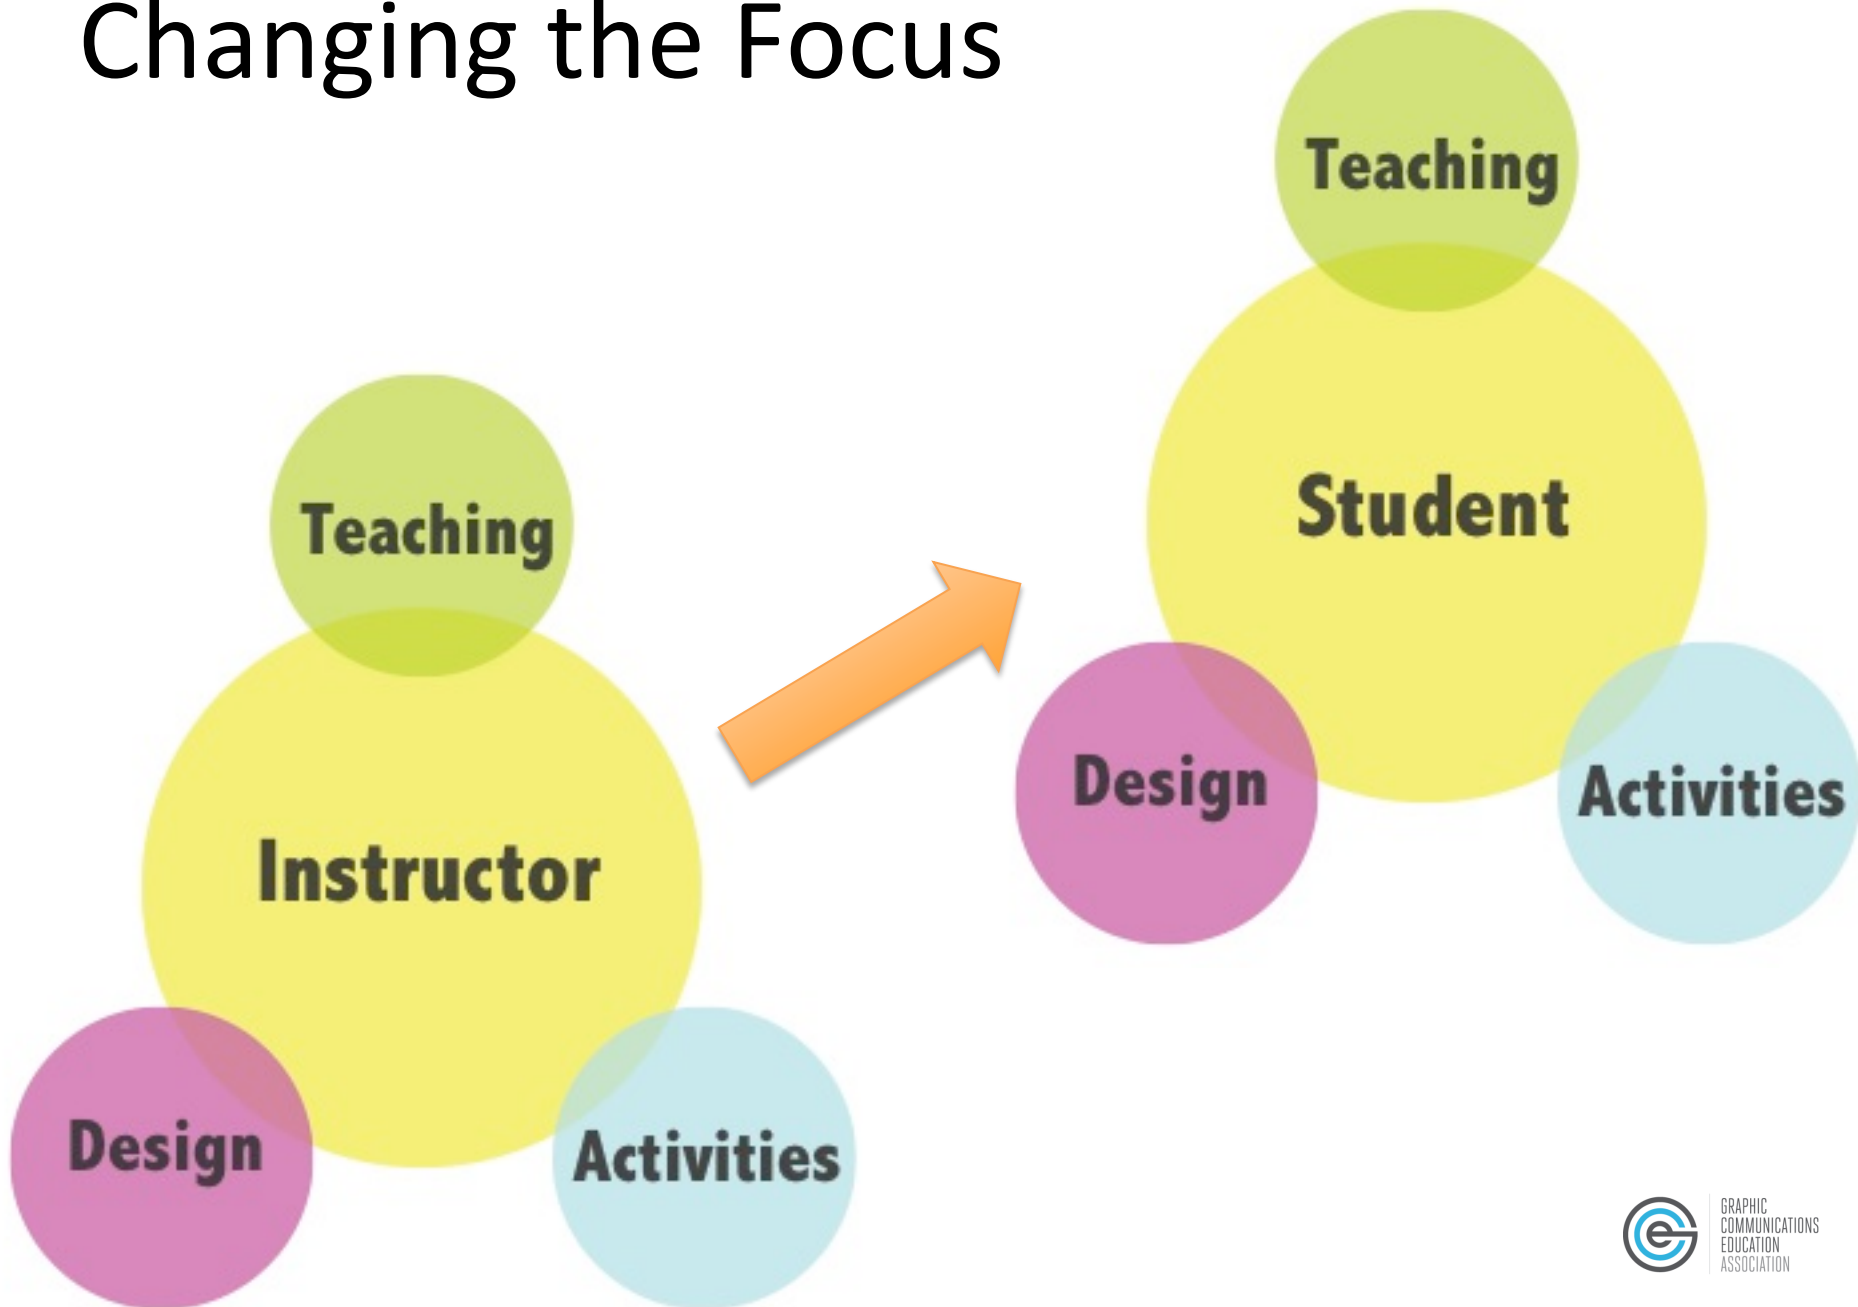 Changing the Focus
Teaching
Instructor
Design
Activities
Teaching
Student
Design
Activities
GRAPHIC
COMMUNICATIONS
EDUCATION
ASSOCIATION